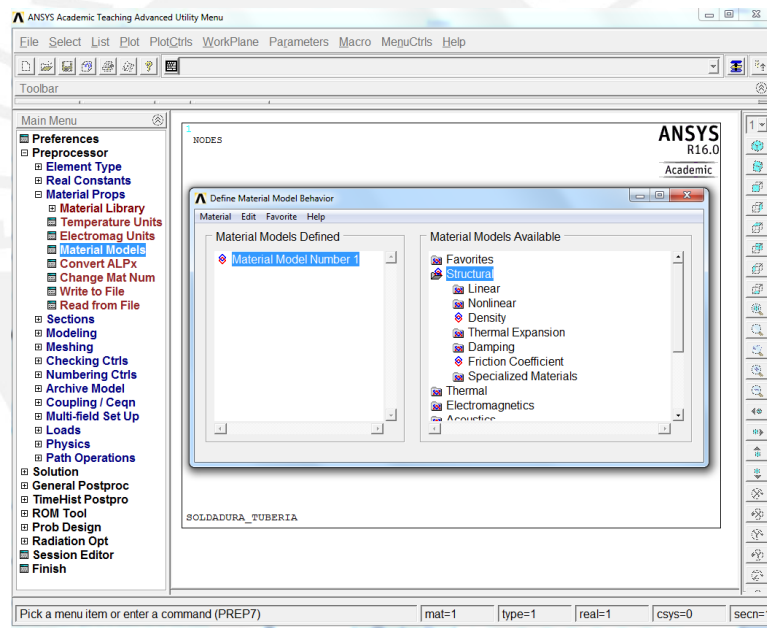 ANSYS Academic Teaching Advanced Utility Menu
File Select List Plot PlotCtrls WorkPlane Parameters Macro MenuCtrls Help
Toolbar
Main Menu
Preferences
Preprocessor
Element Type
Real Constants
Material Props
Material Library
Temperature Units
Electromag Units
Material Models
Convert ALPx
Change Mat Num
Write to File
Read from File
Sections
Modeling
Meshing
Checking Ctrls
Numbering Ctrls
Archive Model
Coupling / Ceqn
Multi-field Set Up
Loads
Physics
Path Operations
Solution
General Postproc
TimeHist Postpro
ROM Tool
Prob Design
Radiation Opt
Session Editor
Finish
1
NODES
ANSYS
R16.0
Academic
Define Material Model Behavior
Material Edit Favorite Help
Material Models Defined
Material Model Number 1
Material Models Available
Favorites
Structural
Linear
Nonlinear
Density
Thermal Expansion
Damping
Friction Coefficient
Specialized Materials
Thermal
Electromagnetics
Acoustics
SOLDADURA_TUBERIA
1
Pick a menu item or enter a command (PREP7)
mat=1
type=1
real=1
csys=0
secn=